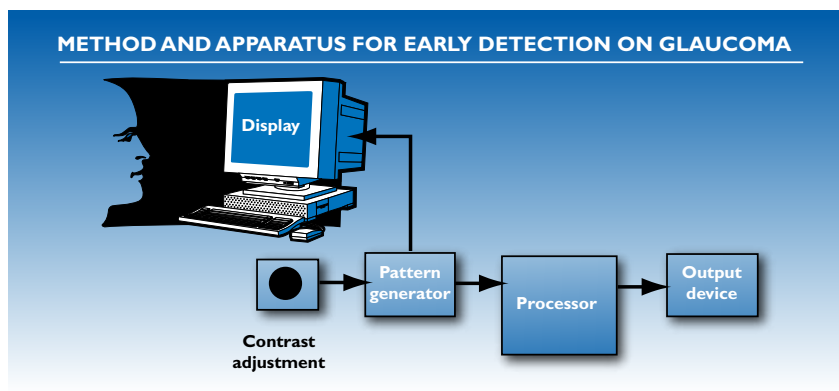 METHOD AND APPARATUS FOR EARLY DETECTION ON GLAUCOMA
Display
Pattern
generator
Processor
Output
device
Contrast
adjustment